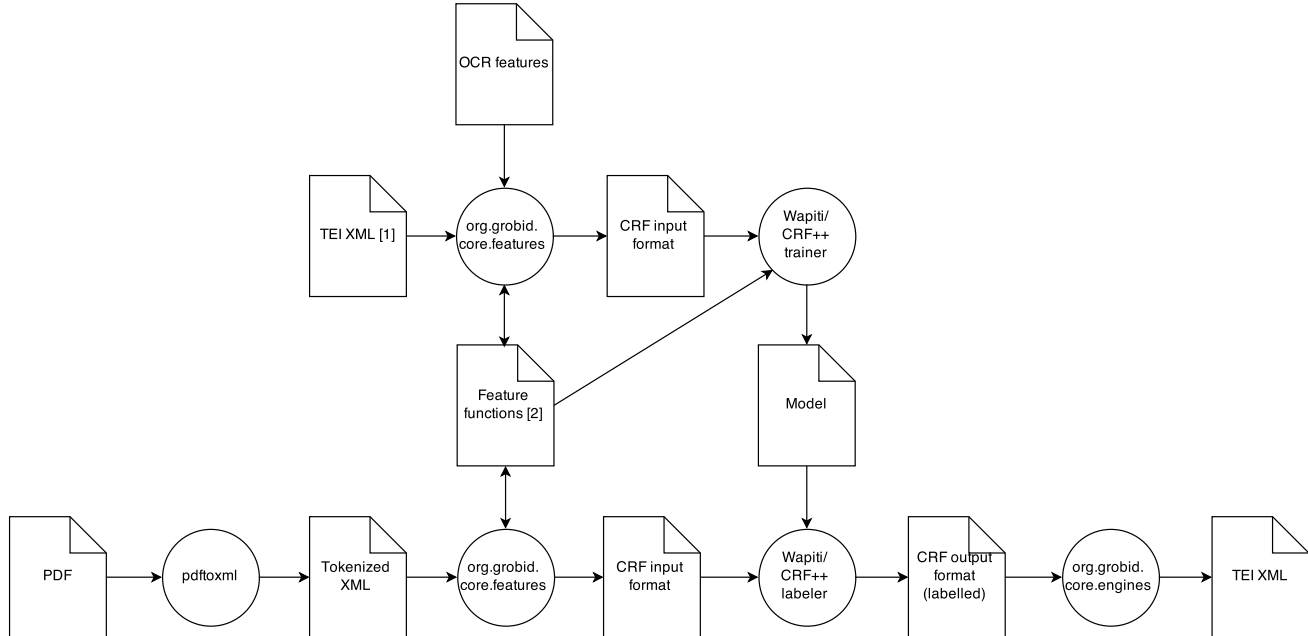 OCR features
TEI XML [1]
org.grobid.
core.features
CRF input
format
Wapiti/
CRF++
trainer
Feature
functions [2]
Model
PDF
pdftoxml
Tokenized
XML
org.grobid.
core.features
CRF input
format
Wapiti/
CRF++
labeler
CRF output
format
(labelled)
org.grobid.
core.engines
TEI XML